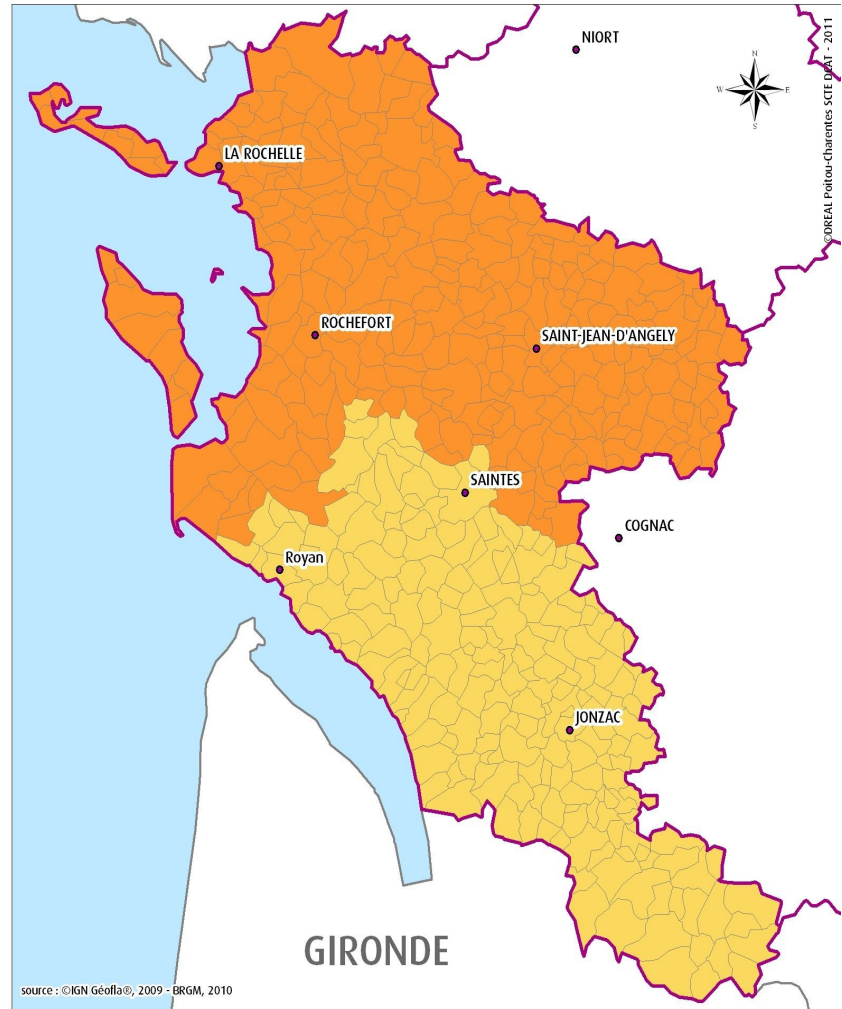 NIORT
N
W E
S
©DREAL Poitou-Charentes SCTE DCAT - 2011
LA ROCHELLE
ROCHEFORT
SAINT-JEAN-D'ANGELY
SAINTES
COGNAC
Royan
JONZAC
GIRONDE
source : ©IGN Géofla®, 2009 - BRGM, 2010